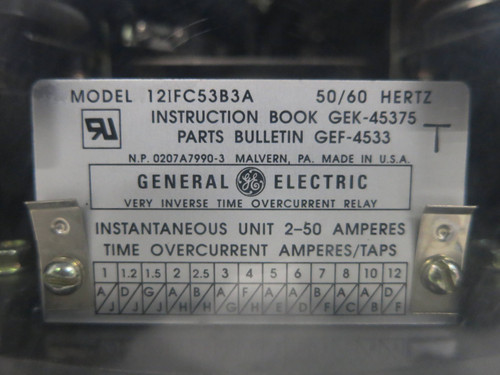 MODEL 12IFC53B3A 50/60 HERTZ
INSTRUCTION BOOK GEK-45375
PARTS BULLETIN GEF-4533 T
N.P. 0207A7990-3 MALVERN, PA. MADE IN U.S.A.
GENERAL GE ELECTRIC
VERY INVERSE TIME OVERCURRENT RELAY
INSTANTANEOUS UNIT 2-50 AMPERES
TIME OVERCURRENT AMPERES/TAPS
1 1.2 1.5 2 2.5 3 4 5 6 7 8 10 12
A D G A B A F A A B A A B
J J J H H G H E D F C B F